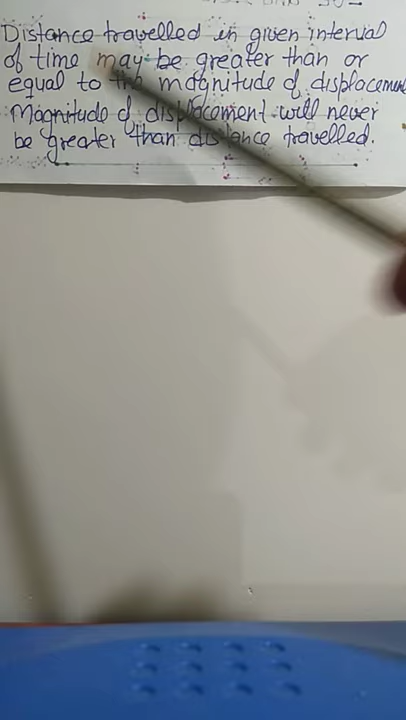 Distance travelled in given interval
of time may be greater than or
equal to the magnitude of displacemen
Magnitude of displacement will never
be greater than distance travelled.